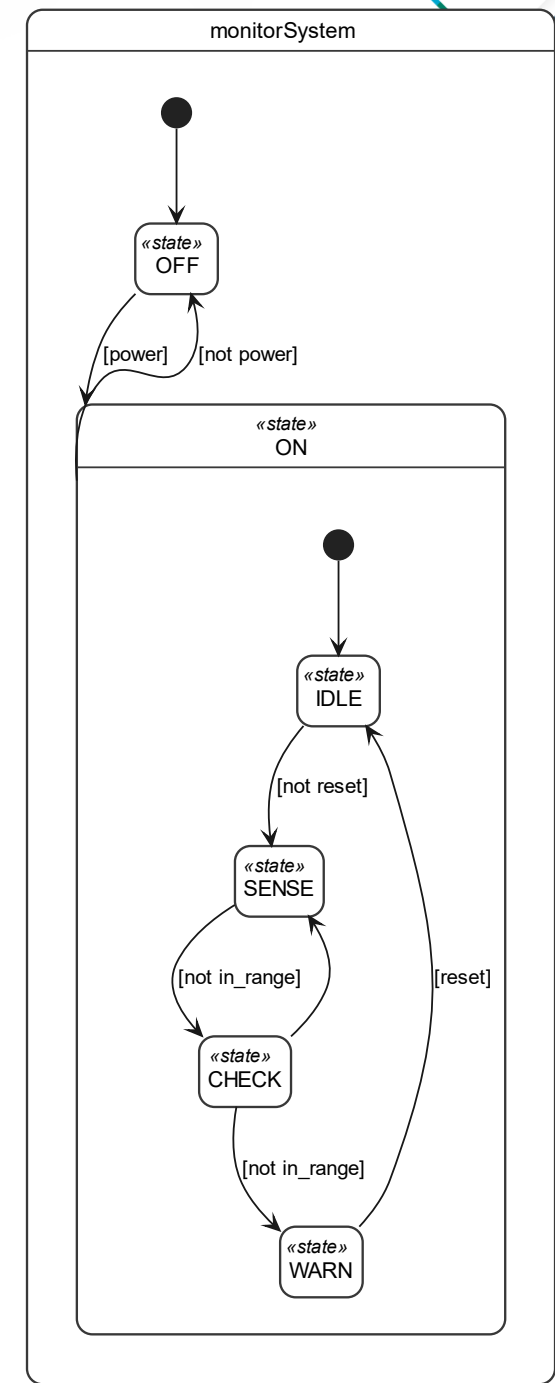 monitorSystem
«state»
OFF
[power]
[not power]
«state»
ON
«state»
IDLE
[not reset]
«state»
SENSE
[not in_range]
[reset]
«state»
CHECK
[not in_range]
«state»
WARN